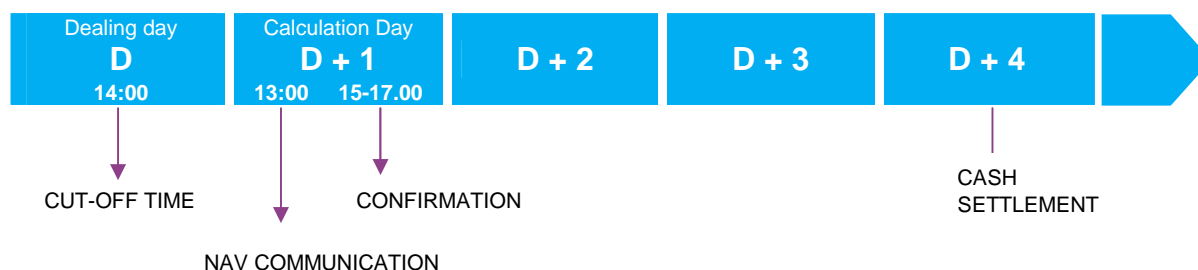 Dealing day
D
14:00
Calculation Day
D + 1
13:00 15-17.00
D + 2
D + 3
D + 4
CUT-OFF TIME
CONFIRMATION
CASH
SETTLEMENT
NAV COMMUNICATION